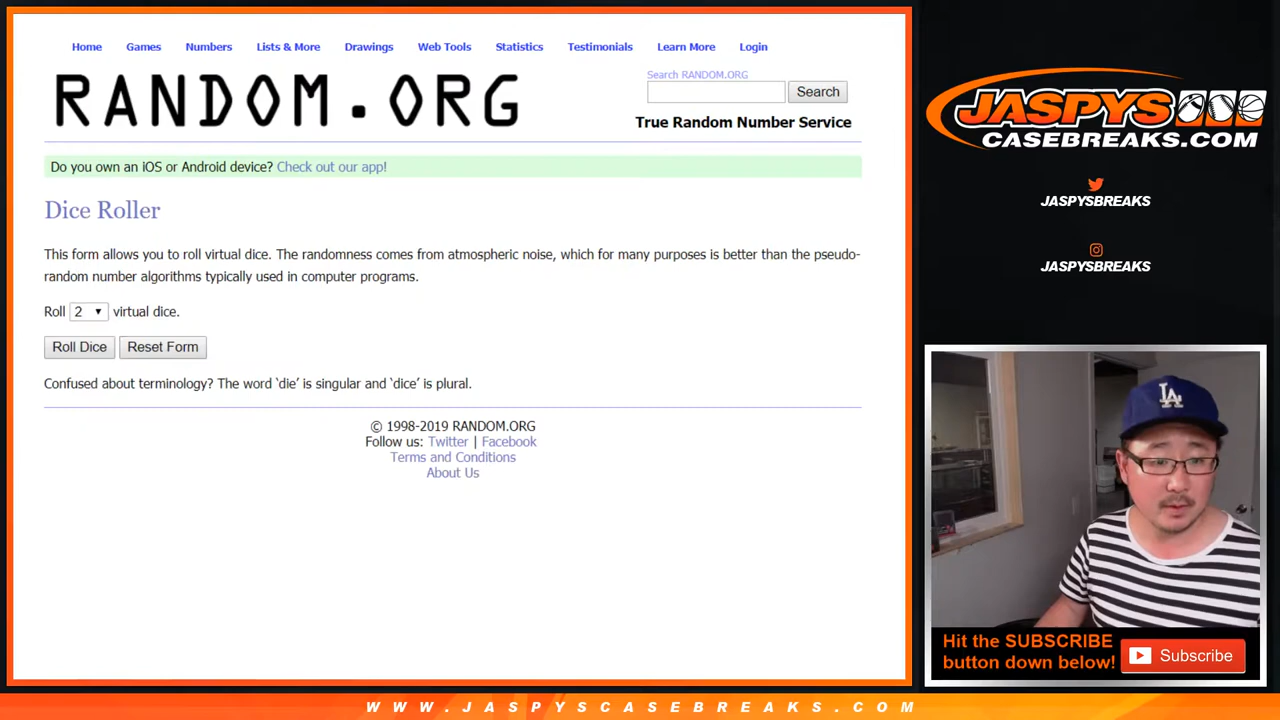 Home Games Numbers Lists & More Drawings Web Tools Statistics Testimonials Learn More Login
RANDOM.ORG
Search RANDOM.ORG
Search
True Random Number Service
Do you own an iOS or Android device? Check out our app!
Dice Roller
This form allows you to roll virtual dice. The randomness comes from atmospheric noise, which for many purposes is better than the pseudo-
random number algorithms typically used in computer programs.
Roll 2 virtual dice.
Roll Dice Reset Form
Confused about terminology? The word ‘die’ is singular and ‘dice’ is plural.
© 1998-2019 RANDOM.ORG
Follow us: Twitter | Facebook
Terms and Conditions
About Us
JASPYS
CASEBREAKS.COM
JASPYSBREAKS
JASPYSBREAKS
LA
Hit the SUBSCRIBE
button down below!
Subscribe
WWW.JASPYSCASEBREAKS.COM